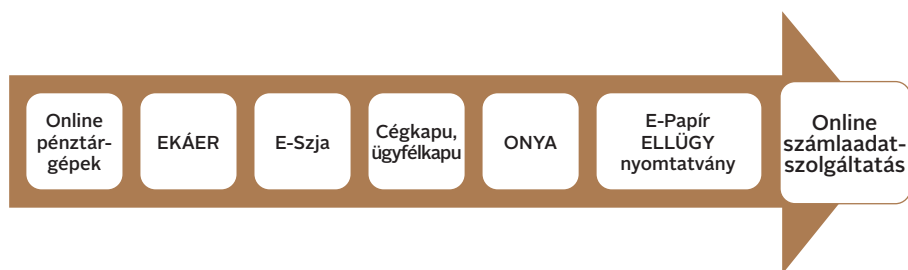 Online
pénztár-
gépek
EKÁER
E-Szja
Cégkapu,
ügyfélkapu
ONYA
E-Papír
ELLÜGY
nyomtatvány
Online
számlaadat-
szolgáltatás